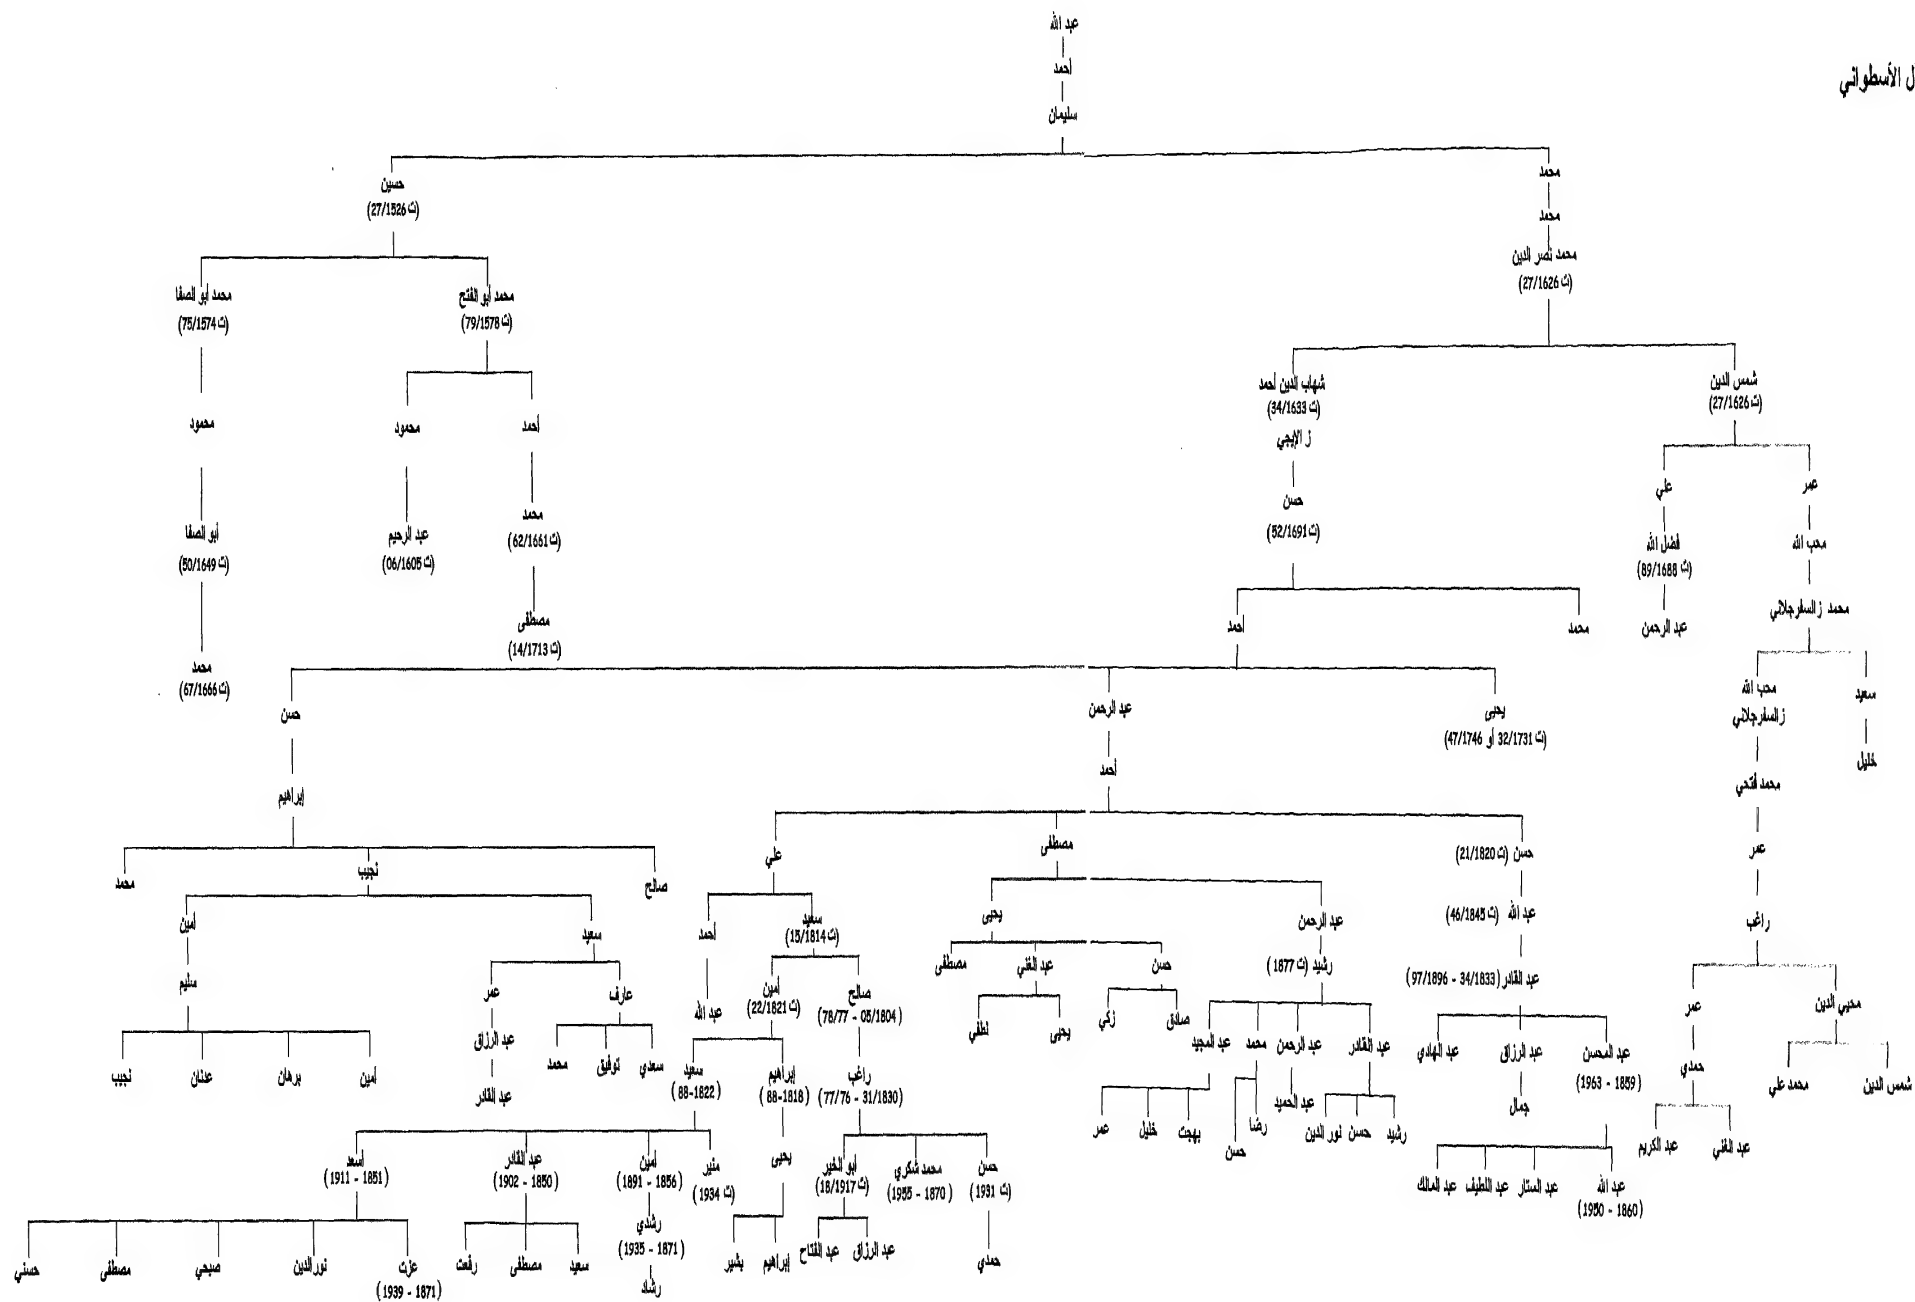 ل الأسطواني
عبد الله
أحمد
سليمان
محمد
حسين
(ت 27/1526)
محمد
محمد نصر الدين
(ت 27/1626)
محمد أبو الفتح
(ت 79/1578)
محمد أبو الصفا
(ت 75/1574)
شمس الدين
(ت 27/1626)
شهاب الدين أحمد
(ت 34/1633)
ز الإيجي
أحمد
محمود
محمود
عمر
علي
حسن
(ت 52/1691)
محمد
(ت 62/1661)
عبد الرحيم
(ت 06/1605)
أبو الصفا
(ت 50/1649)
محب الله
فضل الله
(ت 89/1688)
محمد زالسفرجلاني
عبد الرحمن
محمد
أحمد
مصطفى
(ت 14/1713)
محمد
(ت 67/1666)
سعيد
محب الله
زالسفرجلاني
يحيى
(ت 32/1731 أو 47/1746)
عبد الرحمن
حسن
خليل
محمد فتحي
أحمد
إبراهيم
عمر
حسن (ت 21/1820)
مصطفى
علي
صالح
نجيب
محمد
راغب
عبد الله (ت 46/1845)
عبد الرحمن
يحيى
سعيد
(ت 15/1814)
أحمد
سعيد
أمين
عبد القادر (34/1833 - 97/1896)
رشيد (ت 1877)
حسن
عبد الغني
مصطفى
صالح
(05/1804 - 78/77)
أمين
(ت 22/1821)
عبد الله
عارف
عمر
سليم
محيي الدين
عمر
صادق
زكي
يحيى
لطفي
عبد المحسن
(1859 - 1963)
عبد الرزاق
عبد الهادي
عبد القادر
عبد الرحمن
محمد
عبد المجيد
راغب
(31/1830 - 77/76)
إبراهيم
(1818-88)
سعيد
(1822-88)
سعدي
توفيق
محمد
عبد الرزاق
عبد القادر
أمين
برهان
عدنان
نجيب
شمس الدين
محمد علي
حمدي
جمال
رشيد
حسن
نور الدين
عبد الحميد
رضا
حسن
بهجت
خليل
عمر
عبد الغني
عبد الكريم
عبد الله
(1860 - 1950)
عبد الستار
عبد اللطيف
عبد المالك
حسن
(ت 1931)
محمد شكري
(1870 - 1955)
أبو الخير
(ت 18/1917)
يحيى
منير
(ت 1934)
أمين
(1856 - 1891)
عبد القادر
(1850 - 1902)
أسعد
(1851 - 1911)
حمدي
عبد الرزاق
عبد الفتاح
إبراهيم
بشير
رشدي
(1871 - 1935)
رشاد
سعيد
مصطفى
رفعت
عزت
(1871 - 1939)
نورالدين
صبحي
مصطفى
حسني